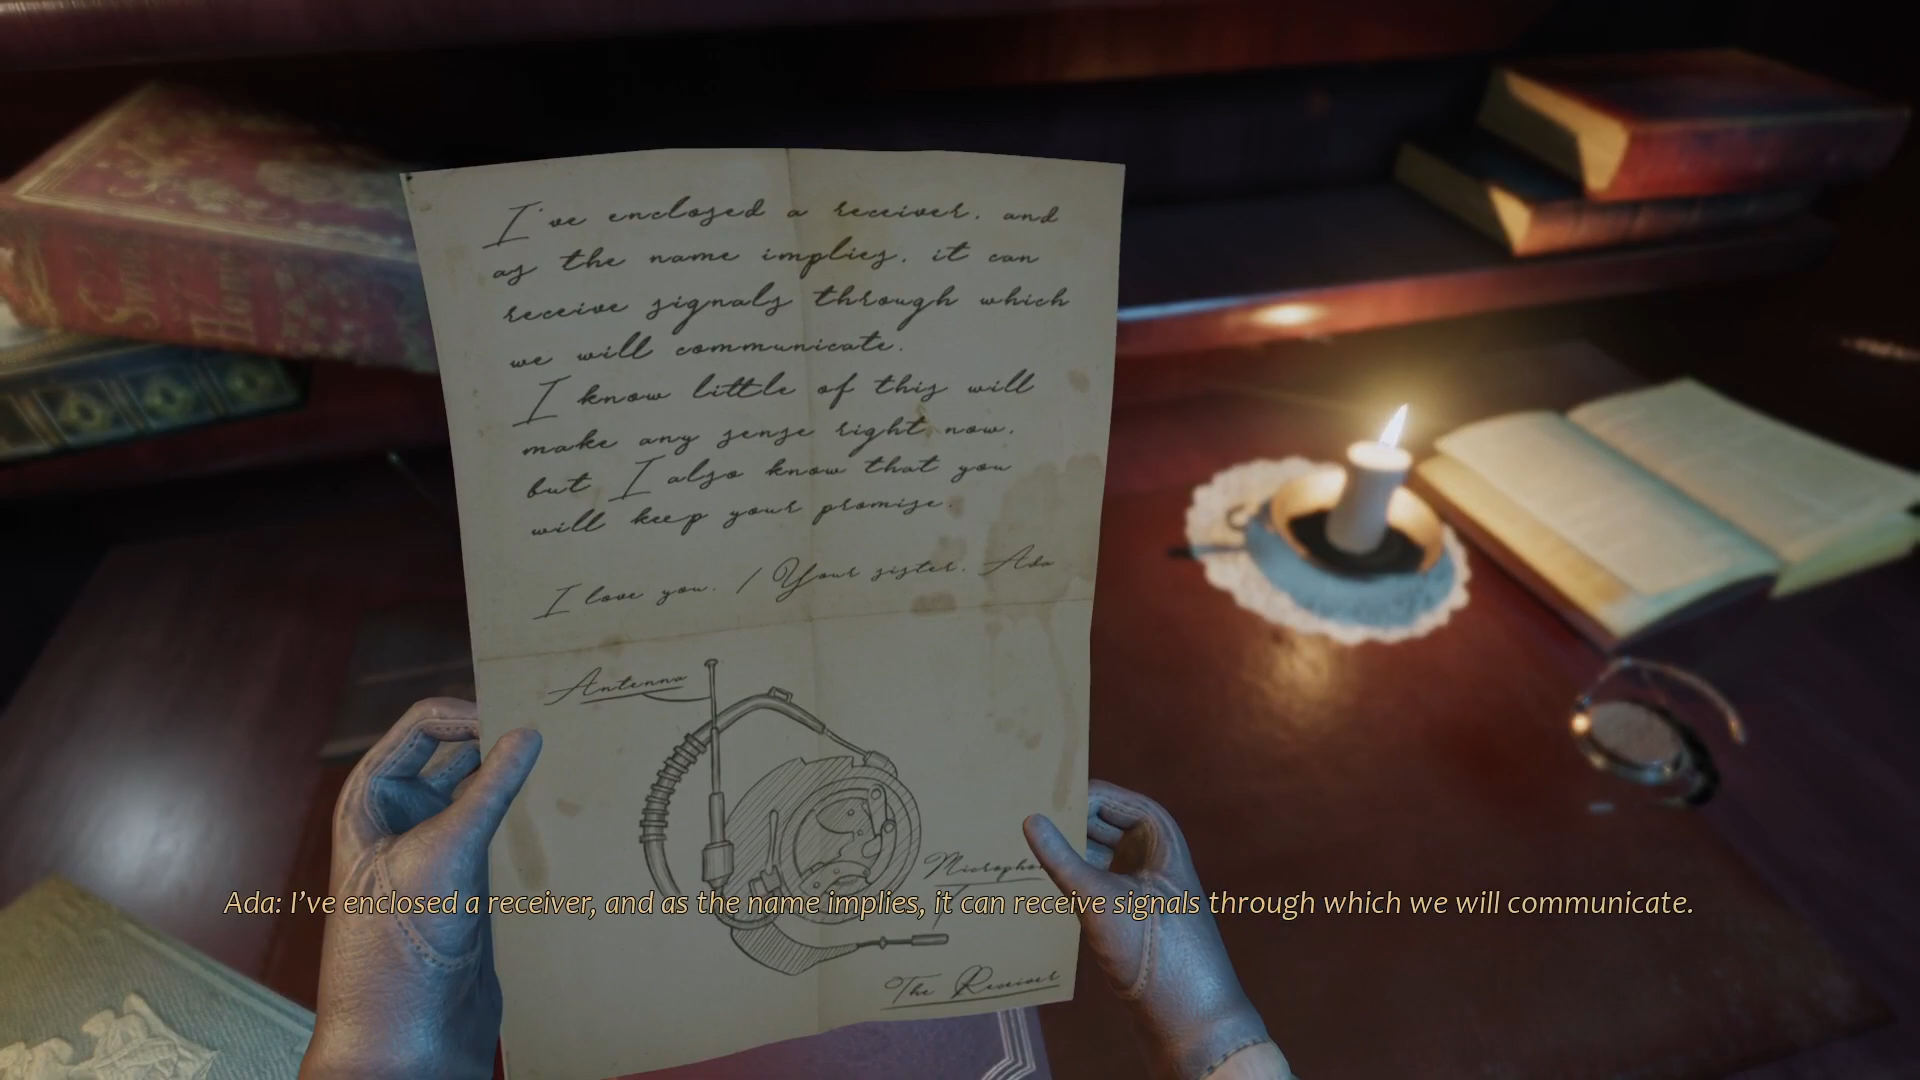 I've enclosed a receiver, and
as the name implies, it can
receive signals through which
we will communicate.
I know little of this will
make any sense right now,
but I also know that you
will keep your promise.
I love you. / Your sister, Ada
Antenna
Ada: I've enclosed a receiver, and as the name implies, it can receive signals through which we will communicate.
The Receiver